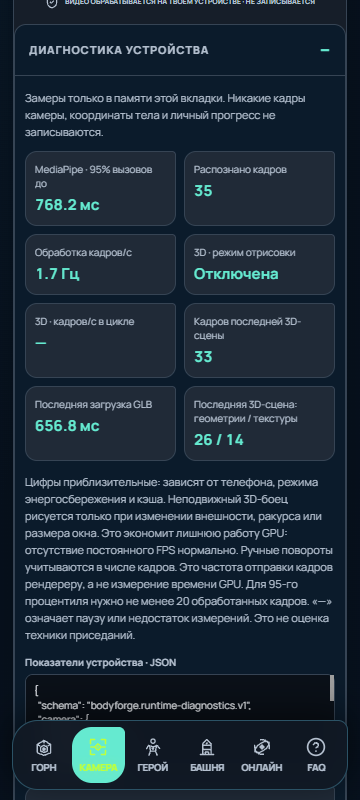 ВИДЕО ОБРАБАТЫВАЕТСЯ НА ТВОЕМ УСТРОЙСТВЕ · НЕ ЗАПИСЫВАЕТСЯ
ДИАГНОСТИКА УСТРОЙСТВА
Замеры только в памяти этой вкладки. Никакие кадры
камеры, координаты тела и личный прогресс не
записываются.
MediaPipe · 95% вызовов
до
768.2 мс
Распознано кадров
35
Обработка кадров/с
1.7 Гц
3D · режим отрисовки
Отключена
3D · кадров/с в цикле
—
Кадров последней 3D-
сцены
33
Последняя загрузка GLB
656.8 мс
Последняя 3D-сцена:
геометрии / текстуры
26 / 14
Цифры приблизительные: зависят от телефона, режима
энергосбережения и кэша. Неподвижный 3D-боец
рисуется только при изменении внешности, ракурса или
размера окна. Это экономит лишнюю работу GPU:
отсутствие постоянного FPS нормально. Ручные повороты
учитываются в числе кадров. Это частота отправки кадров
рендереру, а не измерение времени GPU. Для 95-го
процентиля нужно не менее 20 обработанных кадров. «—»
означает паузу или недостаток измерений. Это не оценка
техники приседаний.
Показатели устройства · JSON
{
"schema": "bodyforge.runtime-diagnostics.v1",
"camera": {
ГОРН
КАМЕРА
ГЕРОЙ
БАШНЯ
ОНЛАЙН
FAQ